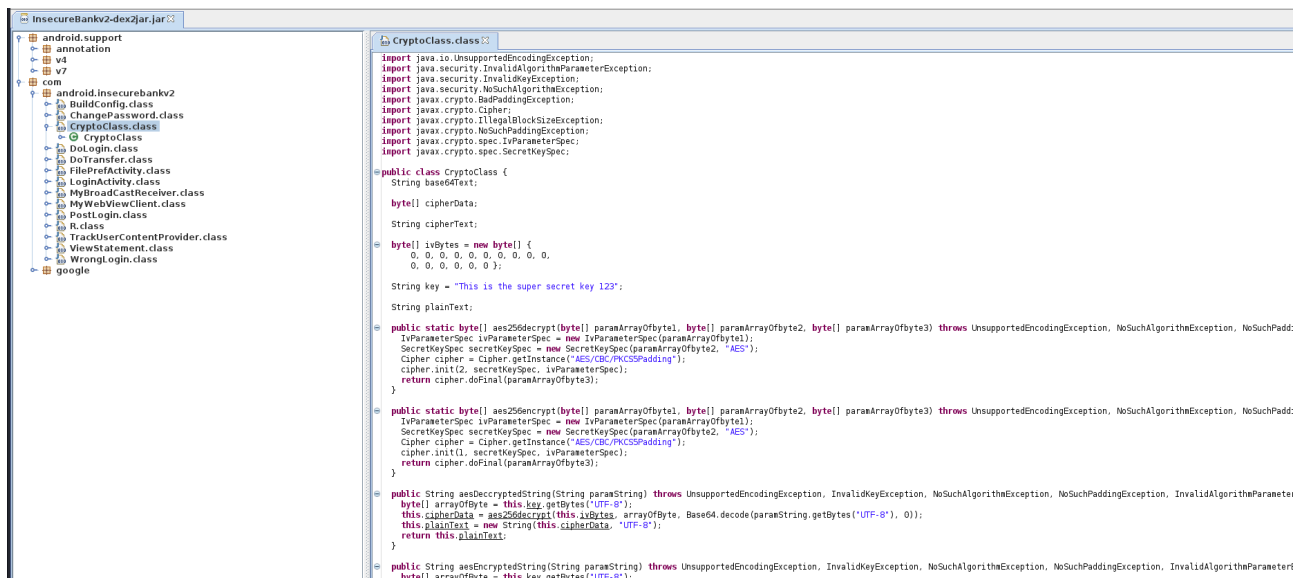 InsecureBankv2-dex2jar.jar
android.support
annotation
v4
v7
com
android.insecurebankv2
BuildConfig.class
ChangePassword.class
CryptoClass.class
CryptoClass
DoLogin.class
DoTransfer.class
FilePrefActivity.class
LoginActivity.class
MyBroadCastReceiver.class
MyWebViewClient.class
PostLogin.class
R.class
TrackUserContentProvider.class
ViewStatement.class
WrongLogin.class
google
CryptoClass.class
import java.io.UnsupportedEncodingException;
import java.security.InvalidAlgorithmParameterException;
import java.security.InvalidKeyException;
import java.security.NoSuchAlgorithmException;
import javax.crypto.BadPaddingException;
import javax.crypto.Cipher;
import javax.crypto.IllegalBlockSizeException;
import javax.crypto.NoSuchPaddingException;
import javax.crypto.spec.IvParameterSpec;
import javax.crypto.spec.SecretKeySpec;
public class CryptoClass {
String base64Text;
byte[] cipherData;
String cipherText;
byte[] ivBytes = new byte[] {
0, 0, 0, 0, 0, 0, 0, 0, 0, 0,
0, 0, 0, 0, 0, 0 };
String key = "This is the super secret key 123";
String plainText;
public static byte[] aes256decrypt(byte[] paramArrayOfbyte1, byte[] paramArrayOfbyte2, byte[] paramArrayOfbyte3) throws UnsupportedEncodingException, NoSuchAlgorithmException, NoSuchPaddi
IvParameterSpec ivParameterSpec = new IvParameterSpec(paramArrayOfbyte1);
SecretKeySpec secretKeySpec = new SecretKeySpec(paramArrayOfbyte2, "AES");
Cipher cipher = Cipher.getInstance("AES/CBC/PKCS5Padding");
cipher.init(2, secretKeySpec, ivParameterSpec);
return cipher.doFinal(paramArrayOfbyte3);
}
public static byte[] aes256encrypt(byte[] paramArrayOfbyte1, byte[] paramArrayOfbyte2, byte[] paramArrayOfbyte3) throws UnsupportedEncodingException, NoSuchAlgorithmException, NoSuchPaddi
IvParameterSpec ivParameterSpec = new IvParameterSpec(paramArrayOfbyte1);
SecretKeySpec secretKeySpec = new SecretKeySpec(paramArrayOfbyte2, "AES");
Cipher cipher = Cipher.getInstance("AES/CBC/PKCS5Padding");
cipher.init(1, secretKeySpec, ivParameterSpec);
return cipher.doFinal(paramArrayOfbyte3);
}
public String aesDeccryptedString(String paramString) throws UnsupportedEncodingException, InvalidKeyException, NoSuchAlgorithmException, NoSuchPaddingException, InvalidAlgorithmParameter
byte[] arrayOfByte = this.key.getBytes("UTF-8");
this.cipherData = aes256decrypt(this.ivBytes, arrayOfByte, Base64.decode(paramString.getBytes("UTF-8"), 0));
this.plainText = new String(this.cipherData, "UTF-8");
return this.plainText;
}
public String aesEncryptedString(String paramString) throws UnsupportedEncodingException, InvalidKeyException, NoSuchAlgorithmException, NoSuchPaddingException, InvalidAlgorithmParameterE
byte[] arrayOfByte = this.key.getBytes("UTF-8");